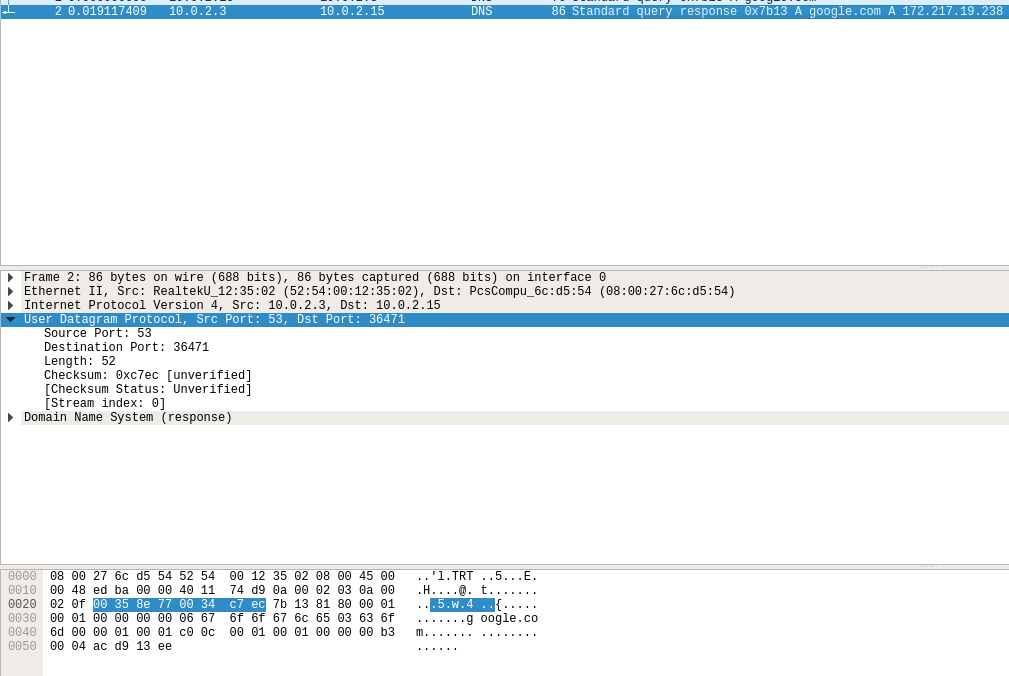 2 0.019117409 10.0.2.3 10.0.2.15 DNS 86 Standard query response 0x7b13 A google.com A 172.217.19.238
Frame 2: 86 bytes on wire (688 bits), 86 bytes captured (688 bits) on interface 0
Ethernet II, Src: RealtekU_12:35:02 (52:54:00:12:35:02), Dst: PcsCompu_6c:d5:54 (08:00:27:6c:d5:54)
Internet Protocol Version 4, Src: 10.0.2.3, Dst: 10.0.2.15
User Datagram Protocol, Src Port: 53, Dst Port: 36471
Source Port: 53
Destination Port: 36471
Length: 52
Checksum: 0xc7ec [unverified]
[Checksum Status: Unverified]
[Stream index: 0]
Domain Name System (response)
0000 08 00 27 6c d5 54 52 54 00 12 35 02 08 00 45 00 ..'l.TRT ..5...E.
0010 00 48 ed ba 00 00 40 11 74 d9 0a 00 02 03 0a 00 .H....@. t.......
0020 02 0f 00 35 8e 77 00 34 c7 ec 7b 13 81 80 00 01 ...5.w.4 ..{.....
0030 00 01 00 00 00 00 06 67 6f 6f 67 6c 65 03 63 6f .......g oogle.co
0040 6d 00 00 01 00 01 c0 0c 00 01 00 01 00 00 00 b3 m....... ........
0050 00 04 ac d9 13 ee ......